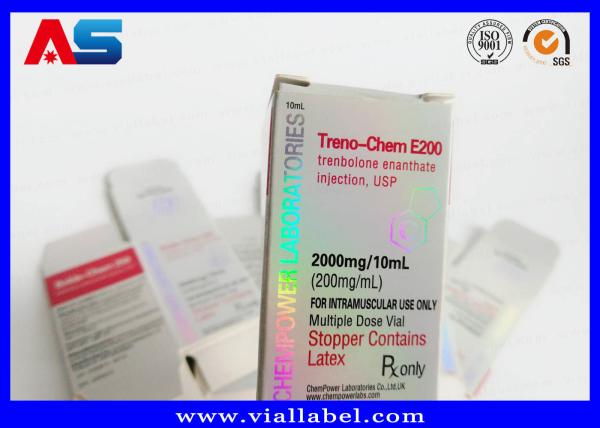 AS
ISO
9001
SGS
10mL
CHEMPOWER LABORATORIES
Treno-Chem E200
trenbolone enanthate
injection, USP
2000mg/10mL
(200mg/mL)
FOR INTRAMUSCULAR USE ONLY
Multiple Dose Vial
Stopper Contains
Latex
Rx only
ChemPower Laboratories Co.,Ltd,UK
www.chempowerlabs.com
www.viallabel.com